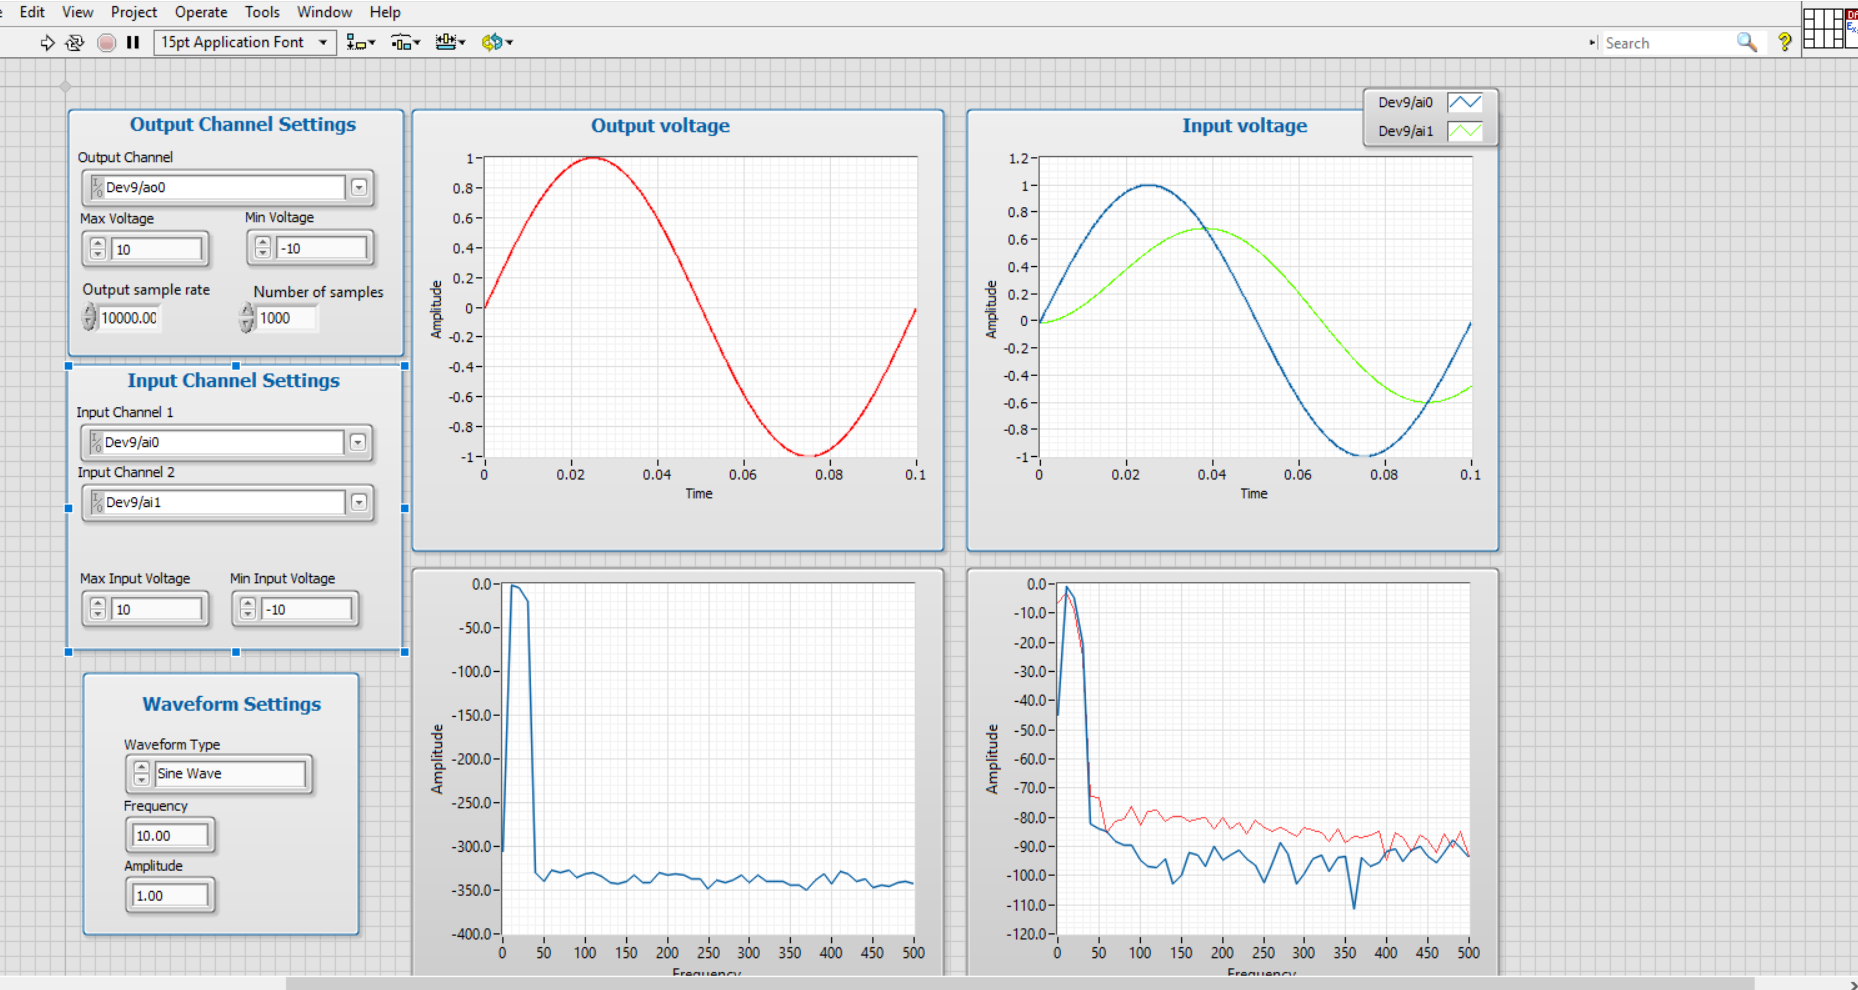 Edit View Project Operate Tools Window Help
15pt Application Font
Search
Output Channel Settings
Output Channel
Dev9/ao0
Max Voltage
Min Voltage
10
-10
Output sample rate
Number of samples
10000.00
1000
Input Channel Settings
Input Channel 1
Dev9/ai0
Input Channel 2
Dev9/ai1
Max Input Voltage
Min Input Voltage
10
-10
Waveform Settings
Waveform Type
Sine Wave
Frequency
10.00
Amplitude
1.00
Output voltage
Amplitude
1
0.8
0.6
0.4
0.2
0
-0.2
-0.4
-0.6
-0.8
-1
0 0.02 0.04 0.06 0.08 0.1
Time
Input voltage
Dev9/ai0
Dev9/ai1
Amplitude
1.2
1
0.8
0.6
0.4
0.2
0
-0.2
-0.4
-0.6
-0.8
-1
0 0.02 0.04 0.06 0.08 0.1
Time
Amplitude
0.0
-50.0
-100.0
-150.0
-200.0
-250.0
-300.0
-350.0
-400.0
0 50 100 150 200 250 300 350 400 450 500
Frequency
Amplitude
0.0
-10.0
-20.0
-30.0
-40.0
-50.0
-60.0
-70.0
-80.0
-90.0
-100.0
-110.0
-120.0
0 50 100 150 200 250 300 350 400 450 500
Frequency